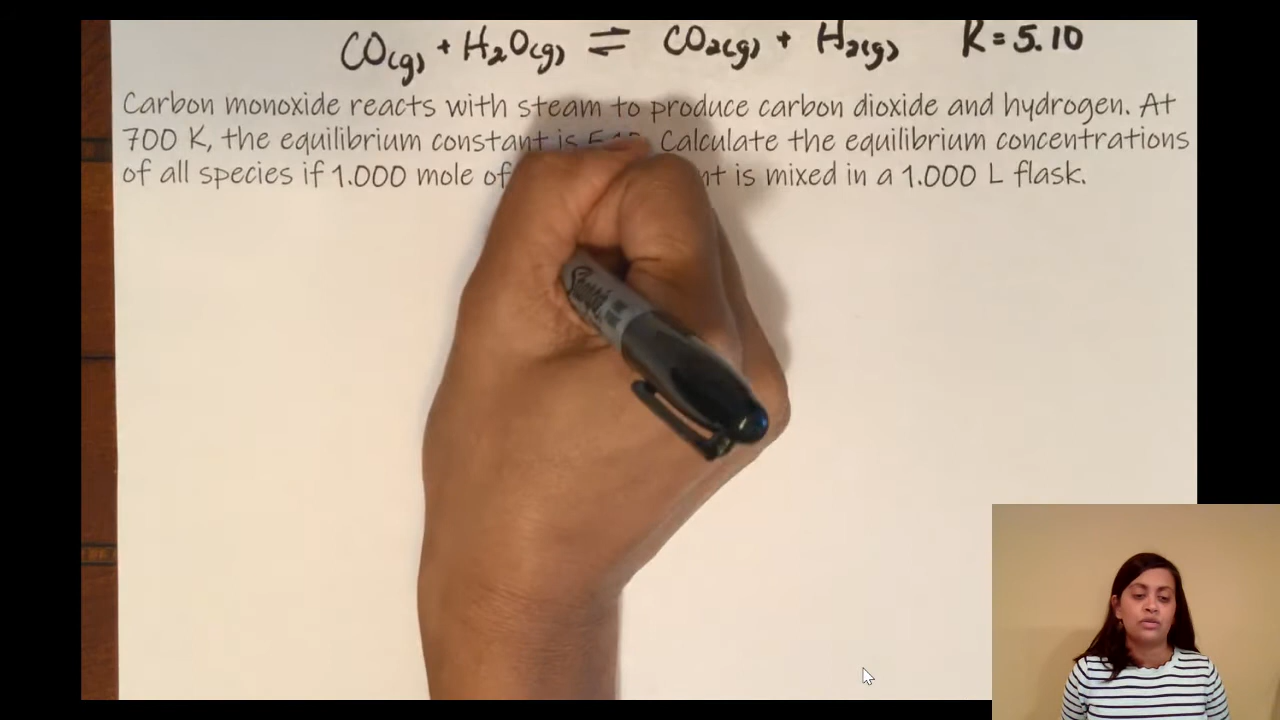 CO(g) + H₂O(g) ⇌ CO₂(g) + H₂(g) K = 5.10
Carbon monoxide reacts with steam to produce carbon dioxide and hydrogen. At
700 K, the equilibrium constant is Calculate the equilibrium concentrations
of all species if 1.000 mole of is mixed in a 1.000 L flask.
Sharpie